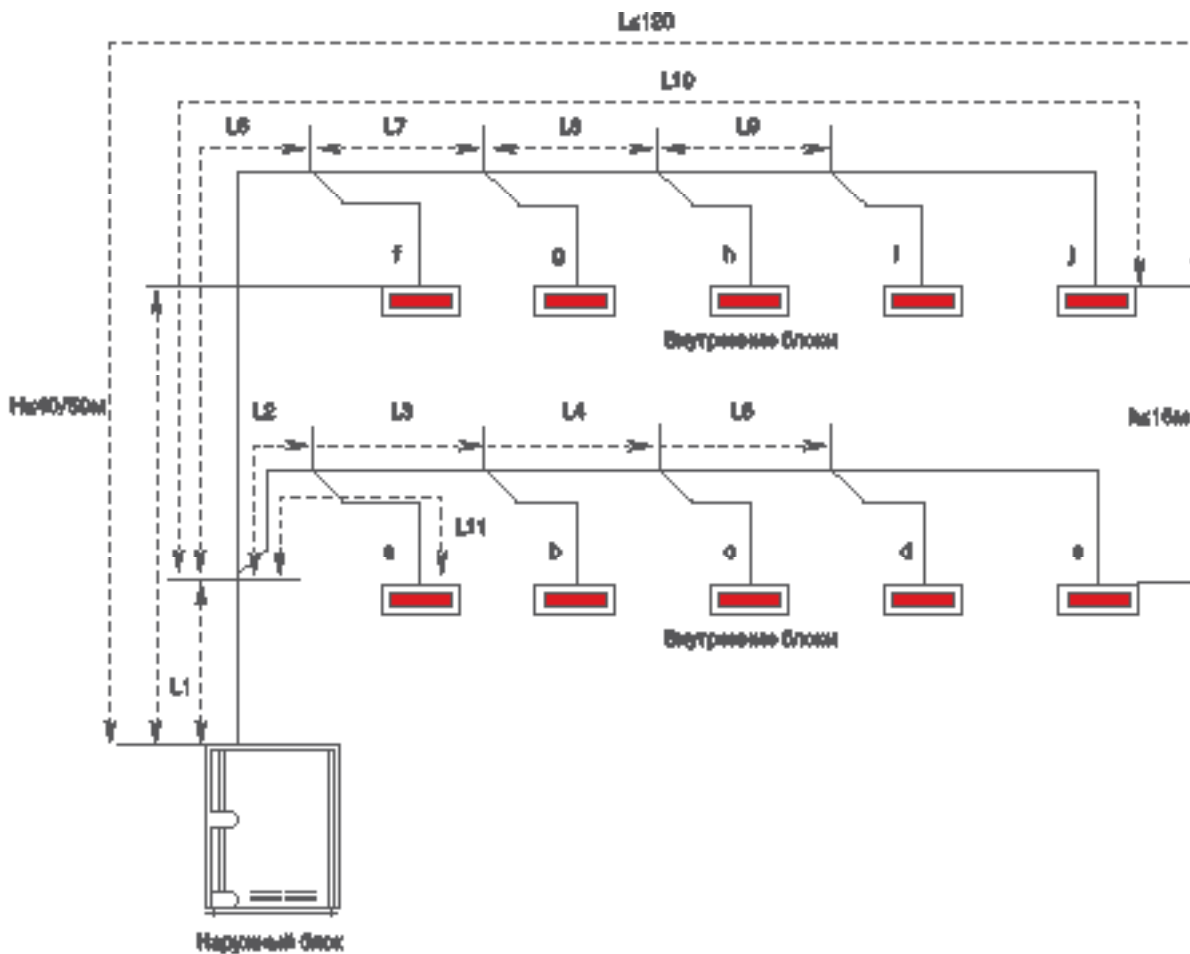 L≤120
L10
L6 L7 L8 L9
f g h i j
Внутренние блоки
H≤40/50м
h≤15м
L2 L3 L4 L5
L11
a b c d e
Внутренние блоки
L1
Наружный блок